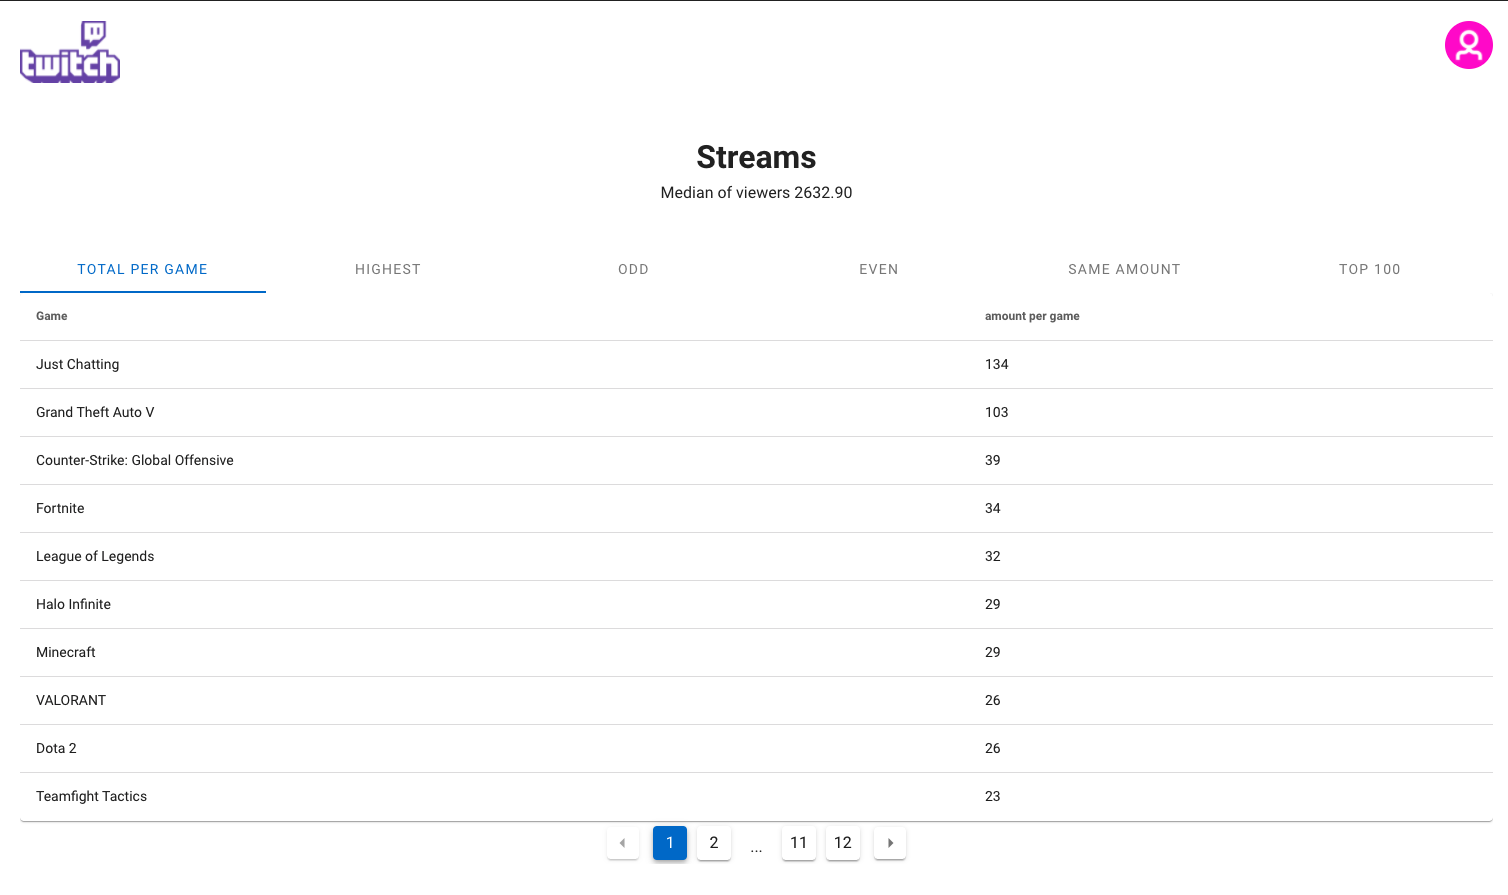 twitch
Streams
Median of viewers 2632.90
TOTAL PER GAME HIGHEST ODD EVEN SAME AMOUNT TOP 100
Game amount per game
Just Chatting 134
Grand Theft Auto V 103
Counter-Strike: Global Offensive 39
Fortnite 34
League of Legends 32
Halo Infinite 29
Minecraft 29
VALORANT 26
Dota 2 26
Teamfight Tactics 23
1 2 ... 11 12